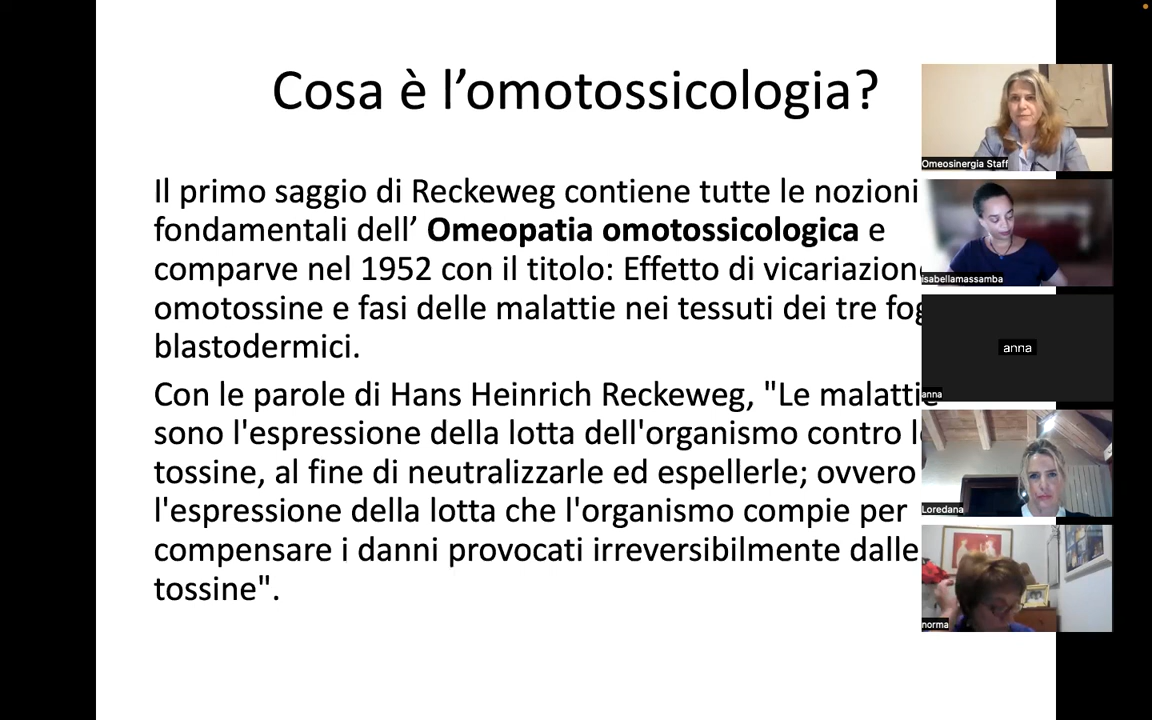 Cosa è l’omotossicologia?
Il primo saggio di Reckeweg contiene tutte le nozioni
fondamentali dell’ Omeopatia omotossicologica e
comparve nel 1952 con il titolo: Effetto di vicariazione
omotossine e fasi delle malattie nei tessuti dei tre
blastodermici.
Con le parole di Hans Heinrich Reckeweg, "Le malattie
sono l'espressione della lotta dell'organismo contro
tossine, al fine di neutralizzarle ed espellerle; ovvero
l'espressione della lotta che l'organismo compie per
compensare i danni provocati irreversibilmente dalle
tossine".
Omeosinergia Staff
isabellamassamba
anna
anna
Loredana
norma